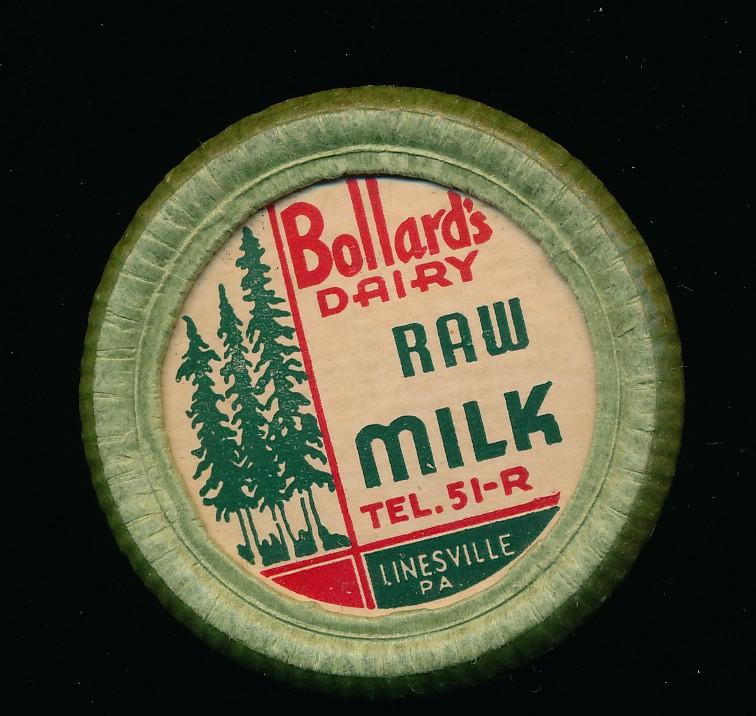 Bollard's
DAIRY
RAW
MILK
TEL. 51-R
LINESVILLE
PA